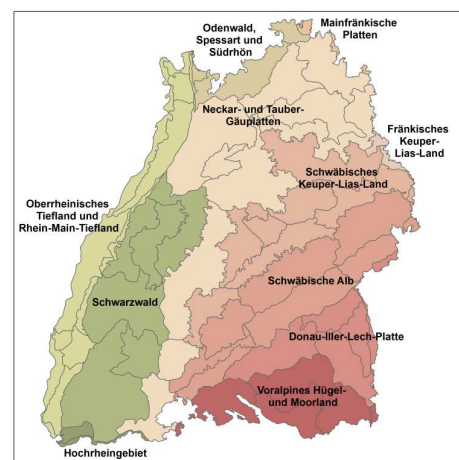 Odenwald,
Spessart und
Südrhön
Mainfränkische
Platten
Neckar- und Tauber-
Gäuplatten
Fränkisches
Keuper-
Lias-Land
Schwäbisches
Keuper-Lias-Land
Oberrheinisches
Tiefland und
Rhein-Main-Tiefland
Schwäbische Alb
Schwarzwald
Donau-Iller-Lech-Platte
Voralpines Hügel-
und Moorland
Hochrheingebiet